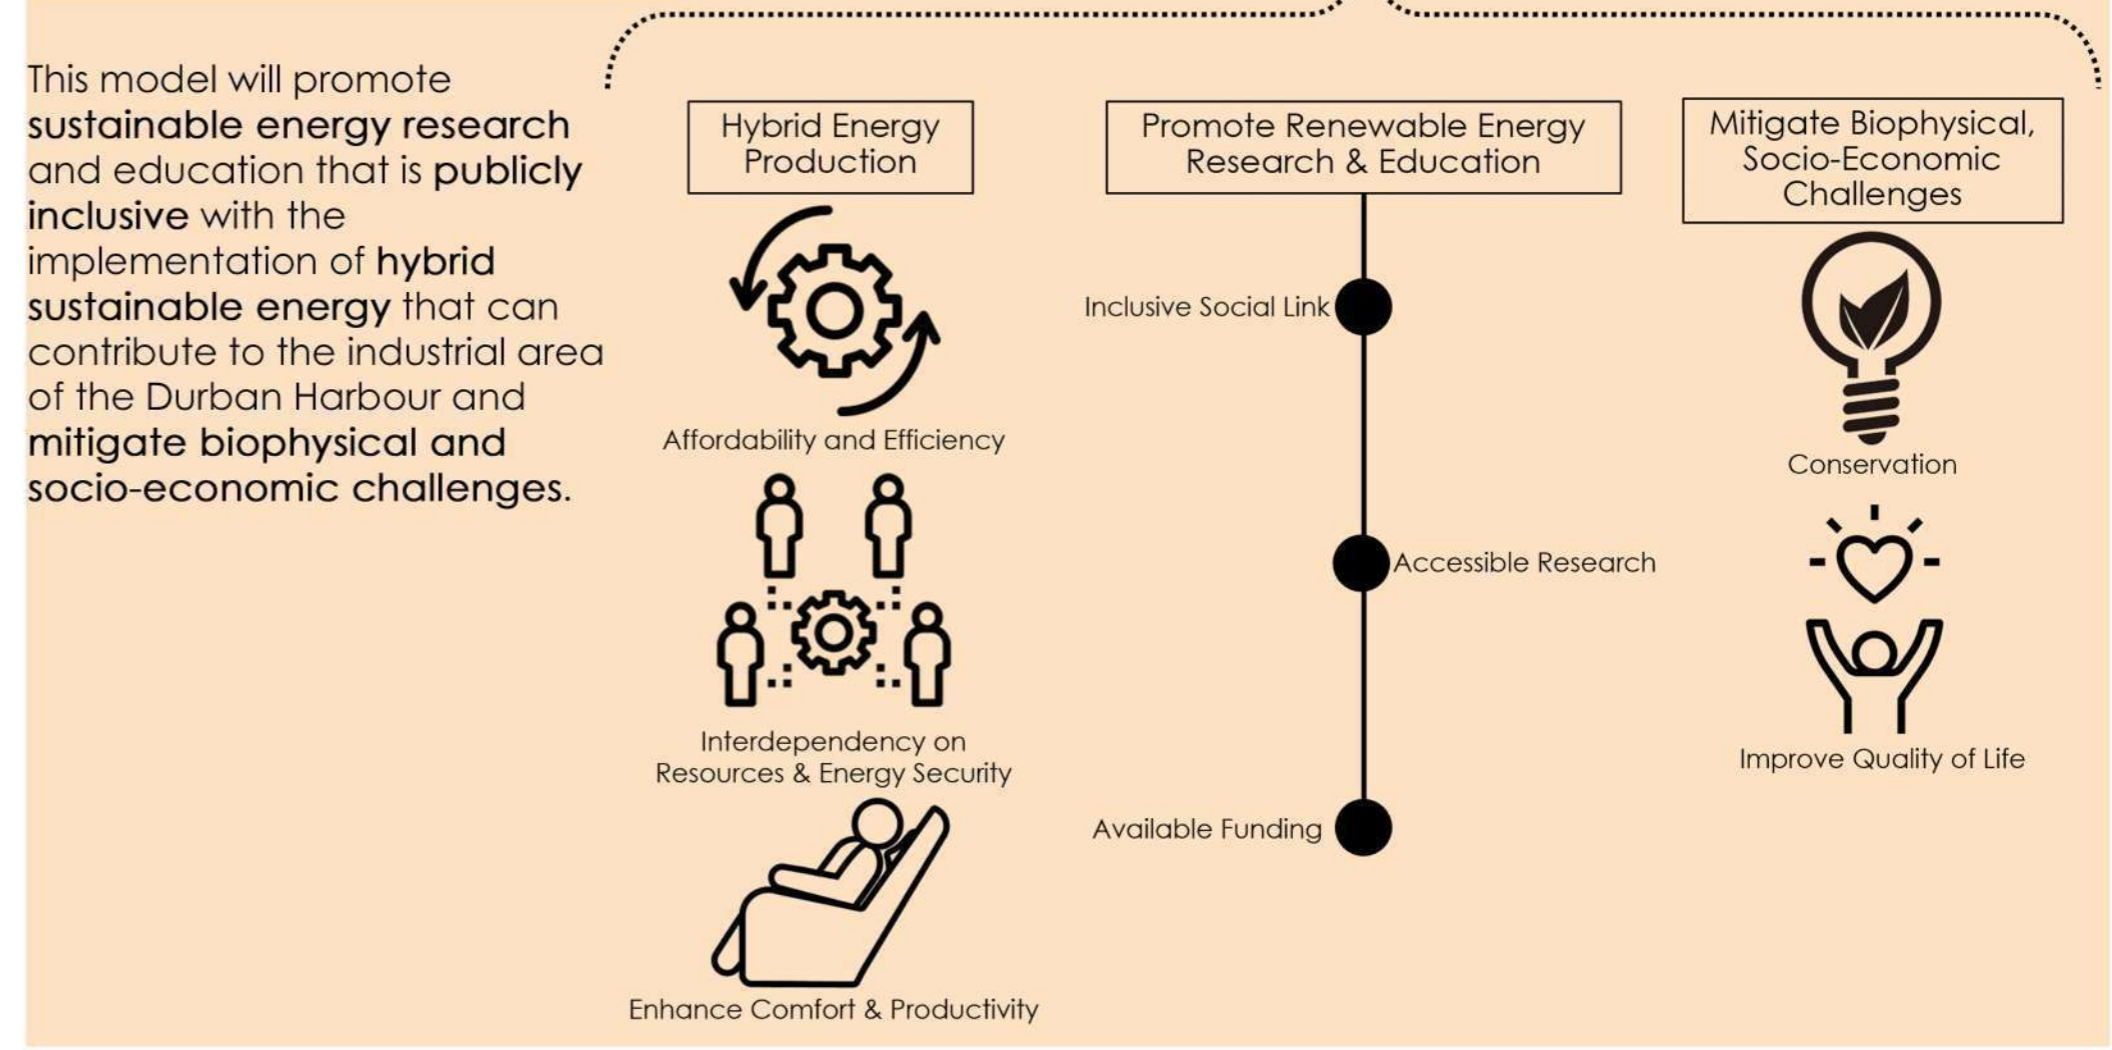 This model will promote
sustainable energy research
and education that is publicly
inclusive with the
implementation of hybrid
sustainable energy that can
contribute to the industrial area
of the Durban Harbour and
mitigate biophysical and
socio-economic challenges.
Hybrid Energy
Production
Affordability and Efficiency
Interdependency on
Resources & Energy Security
Enhance Comfort & Productivity
Promote Renewable Energy
Research & Education
Inclusive Social Link
Accessible Research
Available Funding
Mitigate Biophysical,
Socio-Economic
Challenges
Conservation
Improve Quality of Life